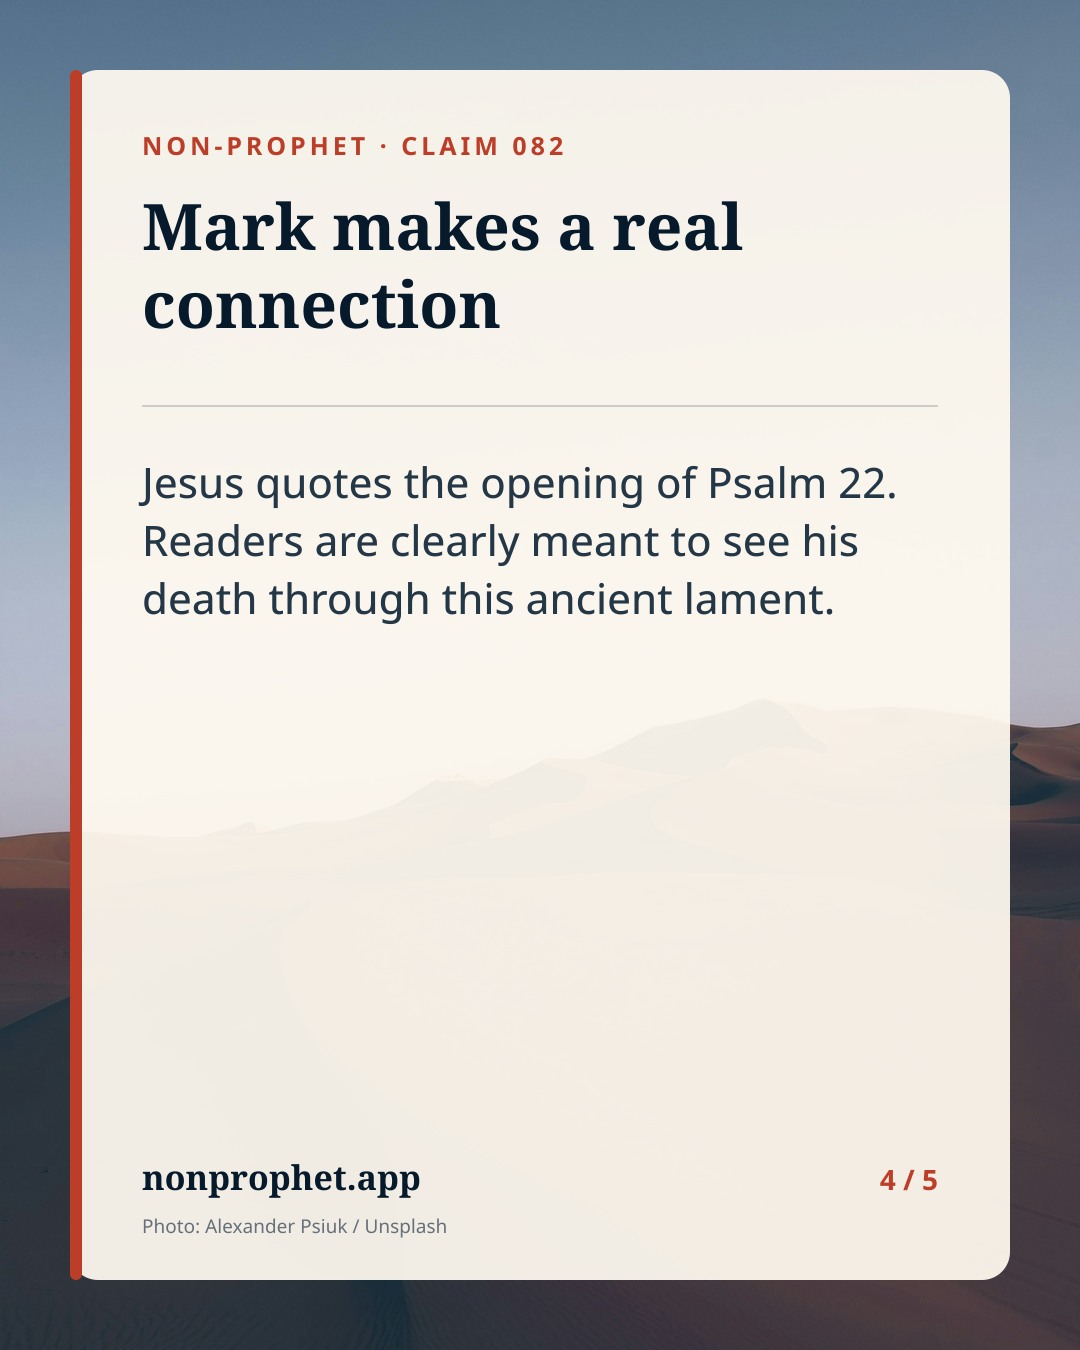 NON-PROPHET · CLAIM 082
Mark makes a real
connection
Jesus quotes the opening of Psalm 22.
Readers are clearly meant to see his
death through this ancient lament.
nonprophet.app
4 / 5
Photo: Alexander Psiuk / Unsplash